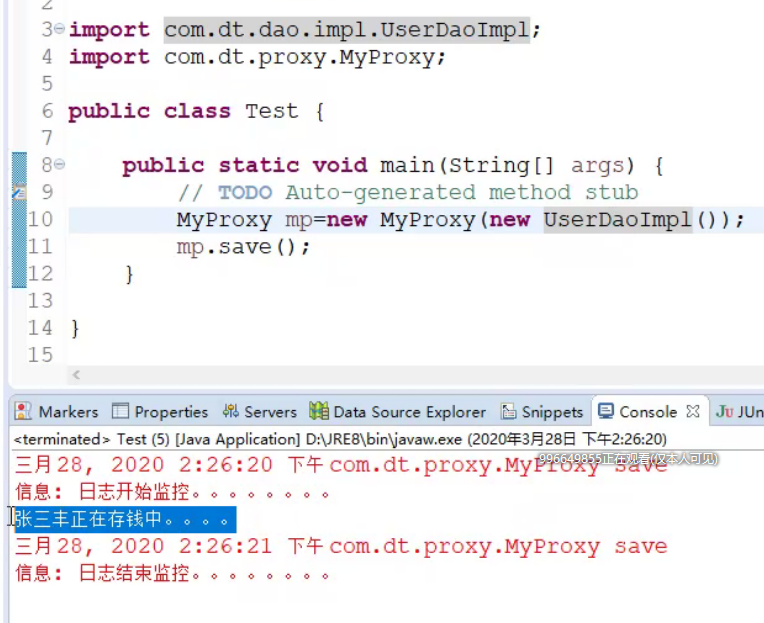 2
3 import com.dt.dao.impl.UserDaoImpl;
4 import com.dt.proxy.MyProxy;
5
6 public class Test {
7
8 public static void main(String[] args) {
9 // TODO Auto-generated method stub
10 MyProxy mp=new MyProxy(new UserDaoImpl());
11 mp.save();
12 }
13
14 }
15
Markers Properties Servers Data Source Explorer Snippets Console JU JUn
<terminated> Test (5) [Java Application] D:\JRE8\bin\javaw.exe (2020年3月28日 下午2:26:20)
三月 28, 2020 2:26:20 下午 com.dt.proxy.MyProxy save
996649855正在观看(仅本人可见)
信息: 日志开始监控。。。。。。。。
张三丰正在存钱中。。。。
三月 28, 2020 2:26:21 下午 com.dt.proxy.MyProxy save
信息: 日志结束监控。。。。。。。。